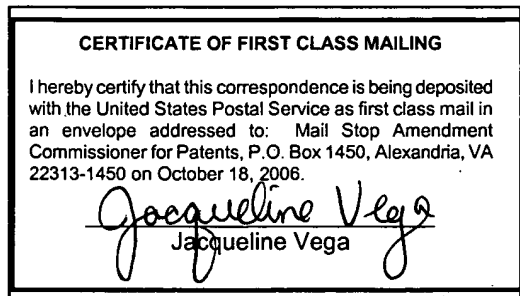 CERTIFICATE OF FIRST CLASS MAILING
I hereby certify that this correspondence is being deposited
with the United States Postal Service as first class mail in
an envelope addressed to: Mail Stop Amendment
Commissioner for Patents, P.O. Box 1450, Alexandria, VA
22313-1450 on October 18, 2006.
Jacqueline Vega
Jacqueline Vega